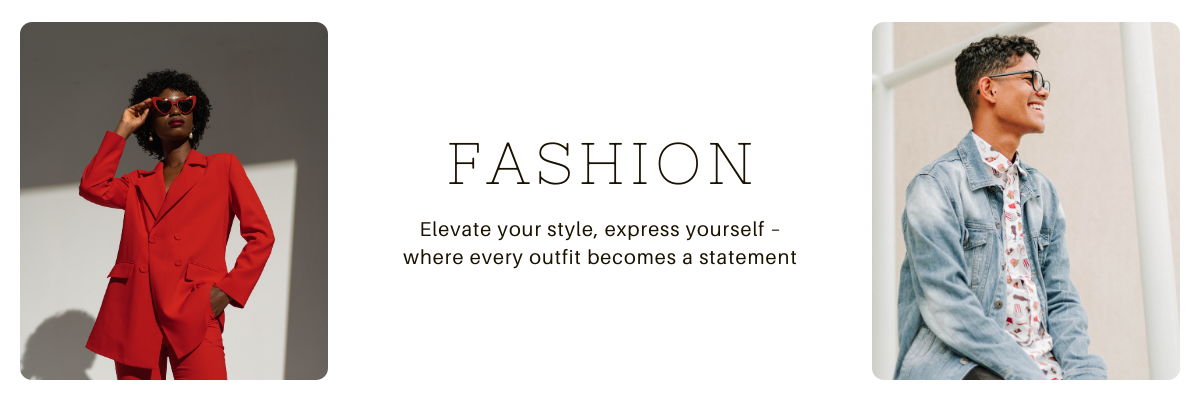 FASHION
Elevate your style, express yourself –
where every outfit becomes a statement